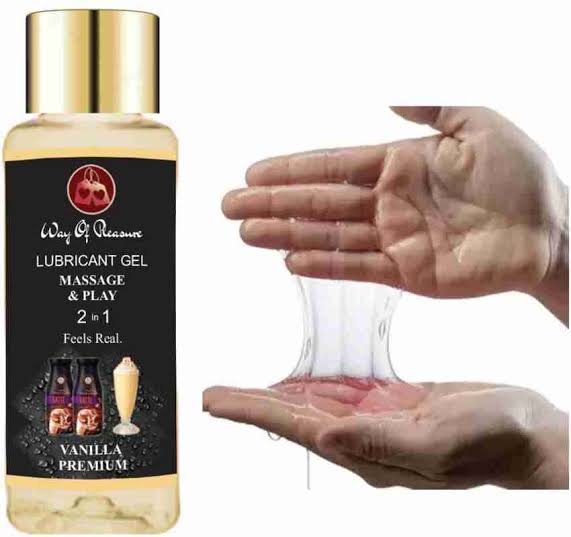 Way Of Pleasure
LUBRICANT GEL
MASSAGE
& PLAY
2 in 1
Feels Real.
VANILLA
PREMIUM